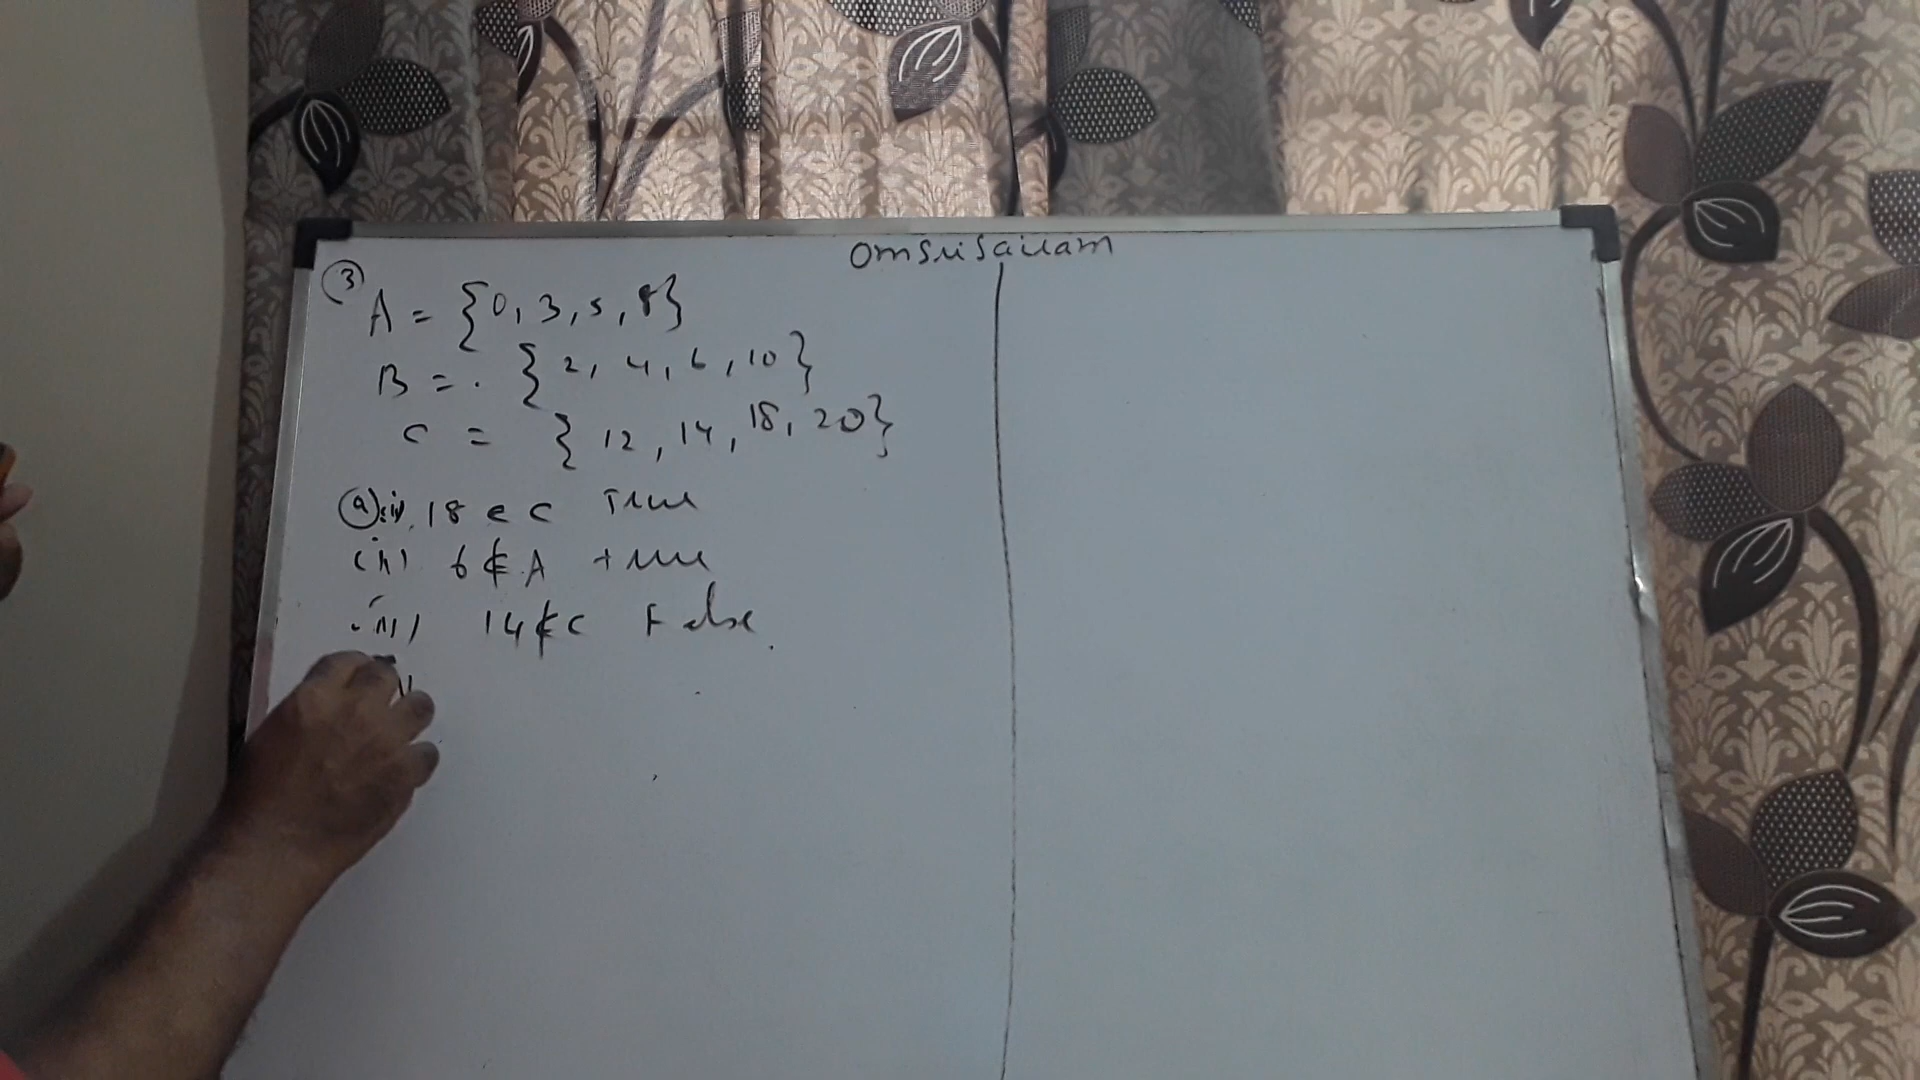 OmSriSairam
③
A = {0, 3, 5, 8}
B = {2, 4, 6, 10}
C = {12, 14, 18, 20}
ⓐ (i) 18 ∈ C True
(ii) 6 ∉ A true
(iii) 14 ∉ C False